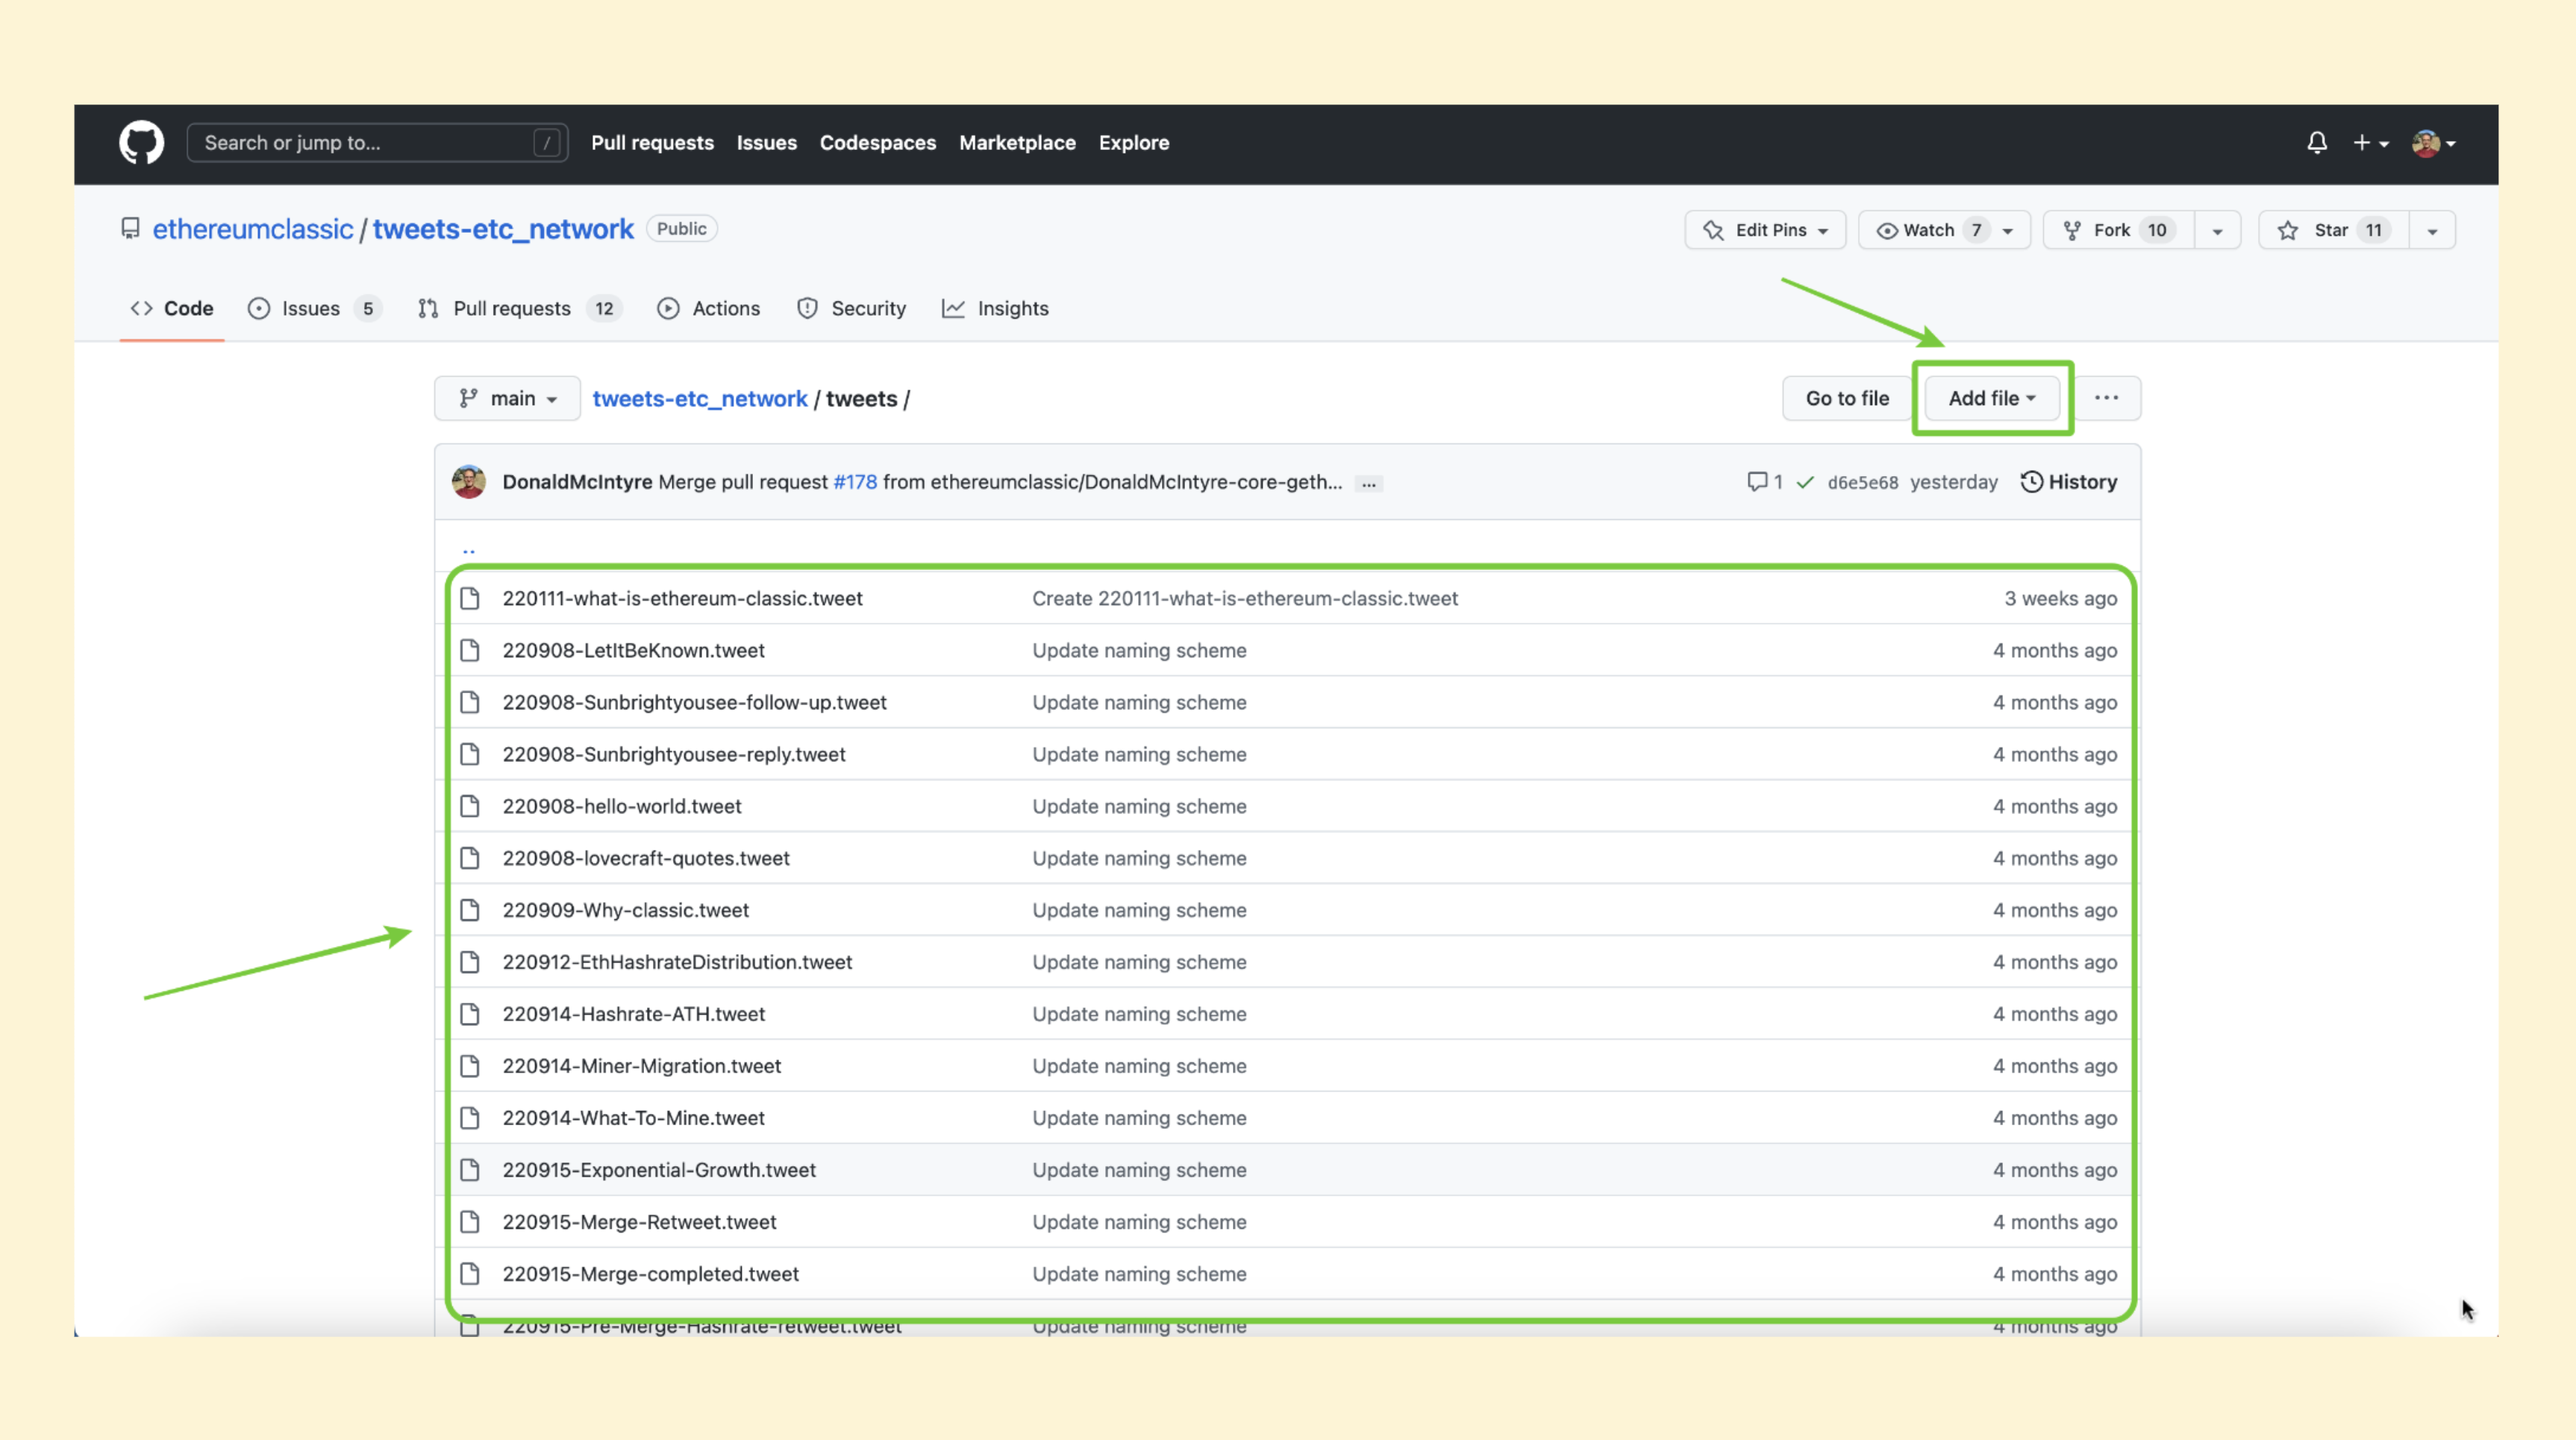 Search or jump to... / Pull requests Issues Codespaces Marketplace Explore
ethereumclassic / tweets-etc_network Public Edit Pins Watch 7 Fork 10 Star 11
Code Issues 5 Pull requests 12 Actions Security Insights
main tweets-etc_network / tweets / Go to file Add file ...
DonaldMcIntyre Merge pull request #178 from ethereumclassic/DonaldMcIntyre-core-geth... ... 1 d6e5e68 yesterday History
..
220111-what-is-ethereum-classic.tweet Create 220111-what-is-ethereum-classic.tweet 3 weeks ago
220908-LetItBeKnown.tweet Update naming scheme 4 months ago
220908-Sunbrightyousee-follow-up.tweet Update naming scheme 4 months ago
220908-Sunbrightyousee-reply.tweet Update naming scheme 4 months ago
220908-hello-world.tweet Update naming scheme 4 months ago
220908-lovecraft-quotes.tweet Update naming scheme 4 months ago
220909-Why-classic.tweet Update naming scheme 4 months ago
220912-EthHashrateDistribution.tweet Update naming scheme 4 months ago
220914-Hashrate-ATH.tweet Update naming scheme 4 months ago
220914-Miner-Migration.tweet Update naming scheme 4 months ago
220914-What-To-Mine.tweet Update naming scheme 4 months ago
220915-Exponential-Growth.tweet Update naming scheme 4 months ago
220915-Merge-Retweet.tweet Update naming scheme 4 months ago
220915-Merge-completed.tweet Update naming scheme 4 months ago
220915-Pre-Merge-Hashrate-retweet.tweet Update naming scheme 4 months ago